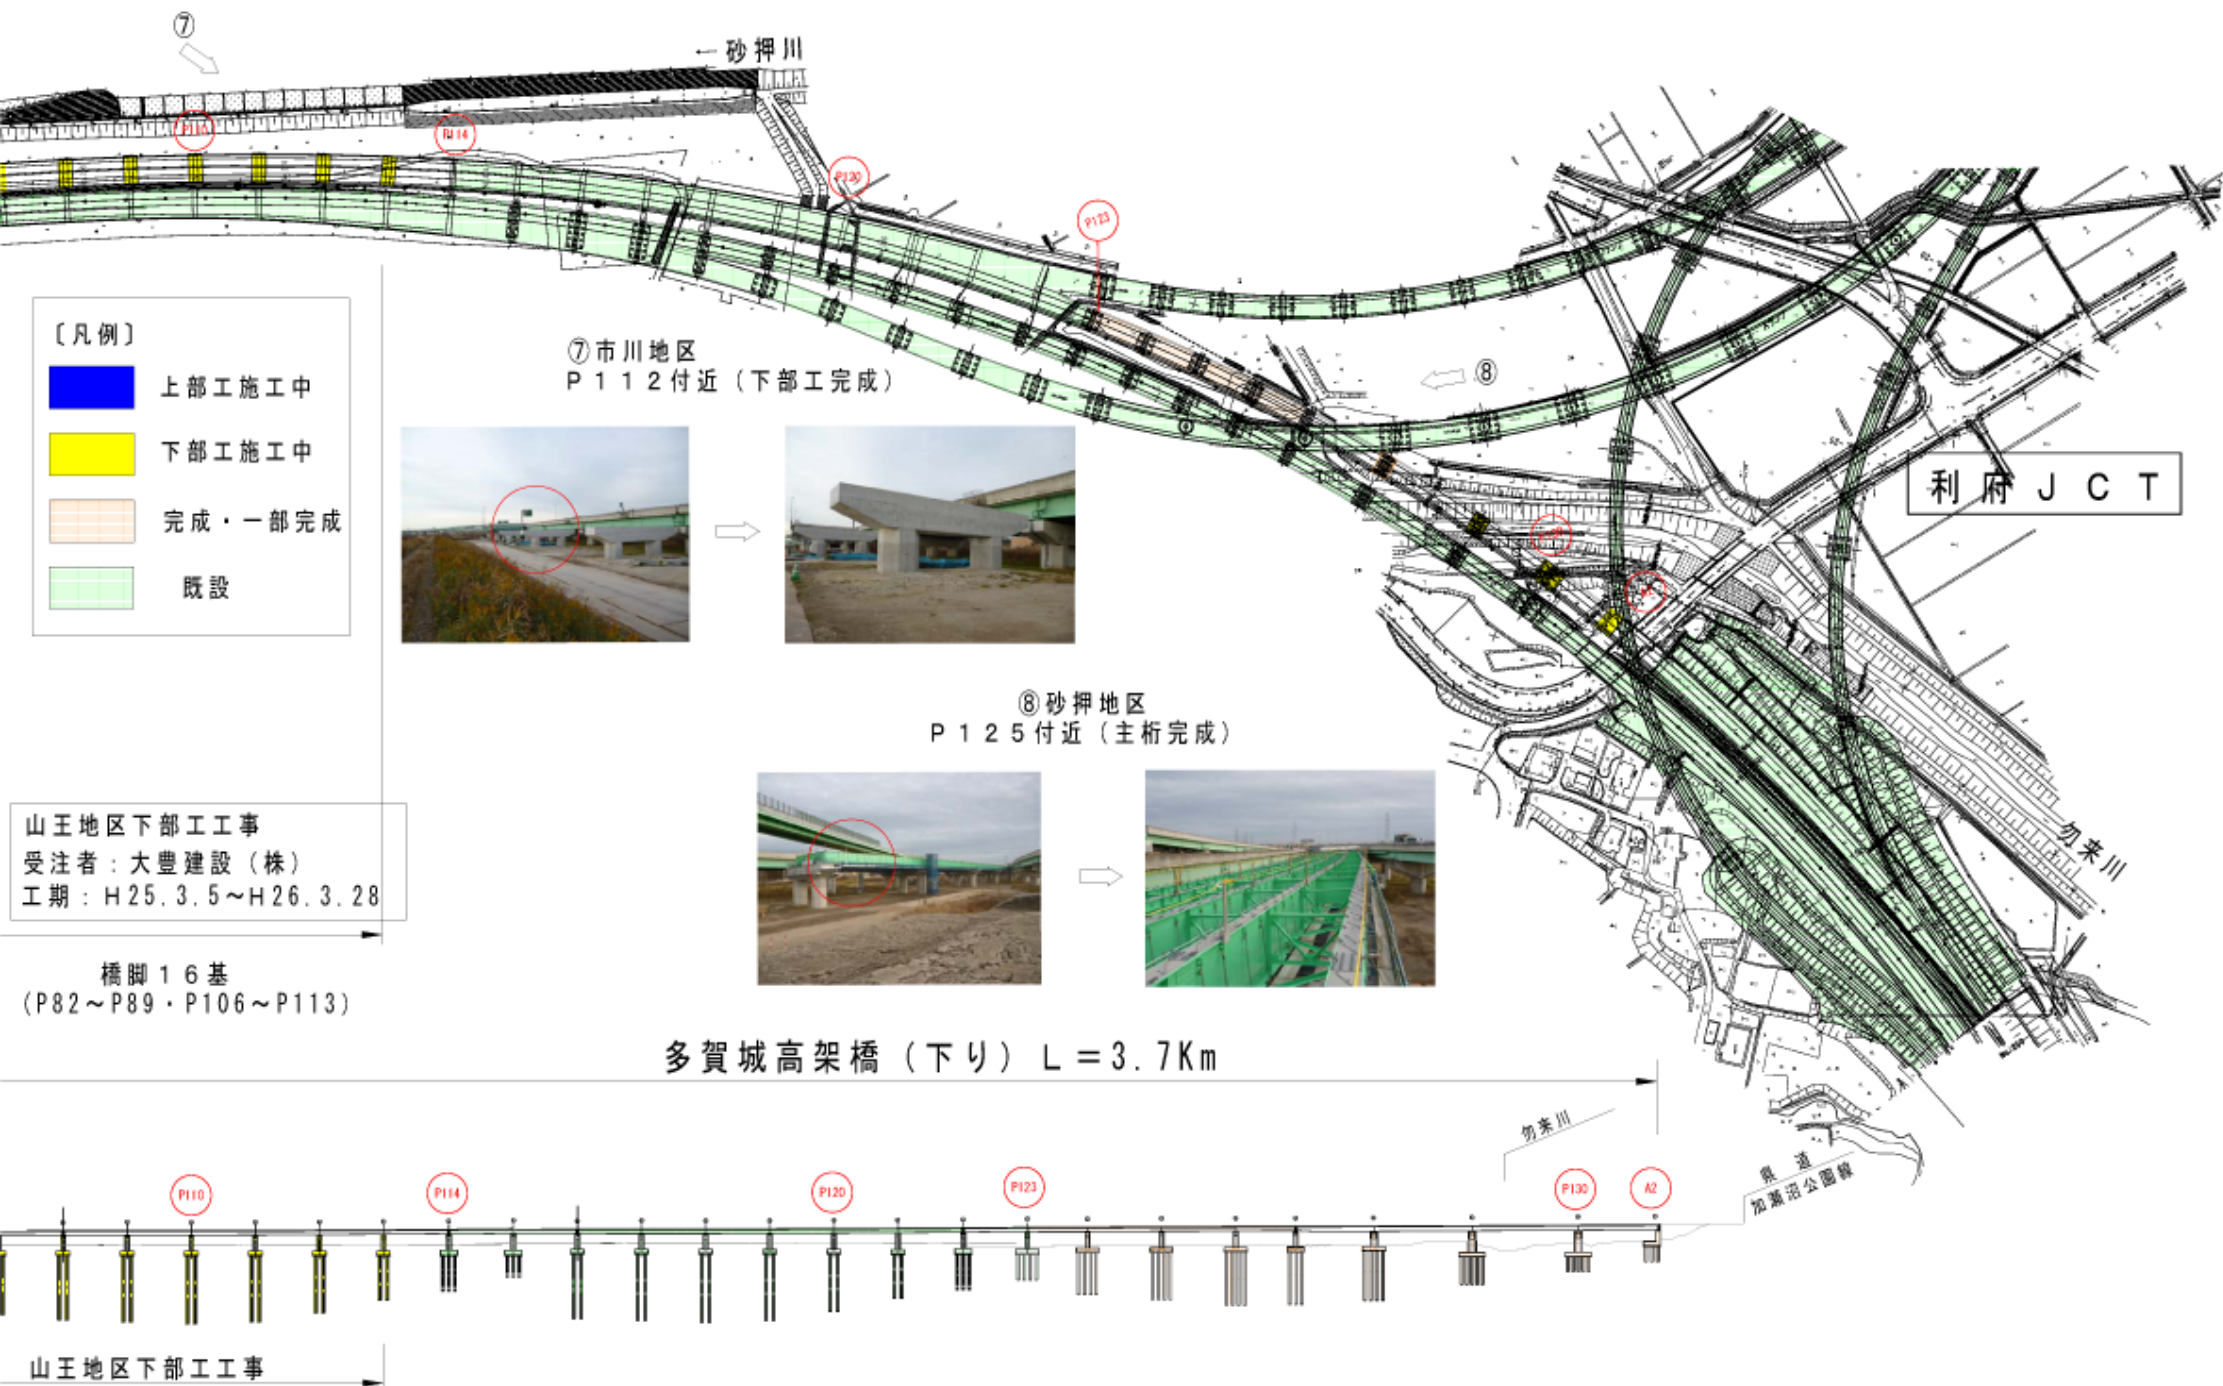 ⑦
←砂押川
P110
P114
P120
P123
〔凡例〕
上部工施工中
下部工施工中
完成・一部完成
既設
⑦市川地区
P112付近（下部工完成）
⑧
利府JCT
⑧砂押地区
P125付近（主桁完成）
勿来川
山王地区下部工工事
受注者：大豊建設（株）
工期：H25.3.5～H26.3.28
橋脚16基
（P82～P89・P106～P113）
多賀城高架橋（下り）L＝3.7Km
勿来川
県道
加瀬沼公園線
P110
P114
P120
P123
P130
A2
山王地区下部工工事